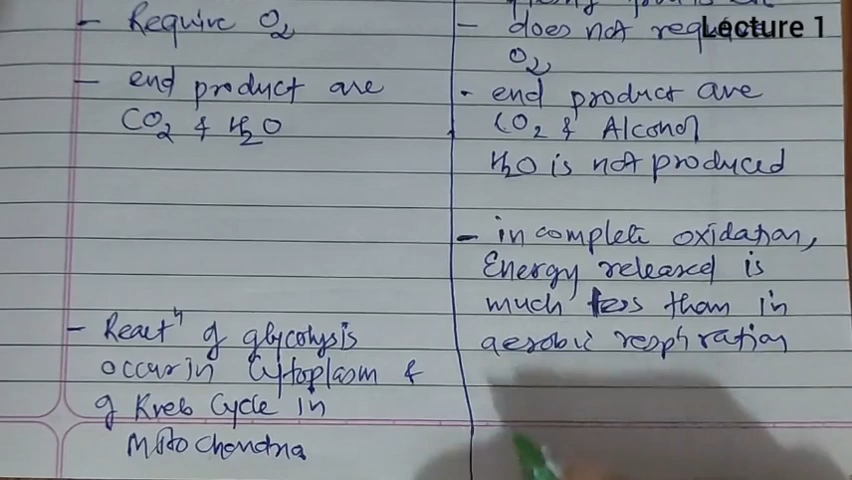 Lecture 1
- Require O2
- end product are
CO2 & H2O
- React^n of glycolysis
occur in Cytoplasm &
of Kreb Cycle in
Mitochondria
- does not require
O2
- end product are
CO2 & Alcohol
H2O is not produced
- incomplete oxidation,
Energy released is
much less than in
aerobic respiration